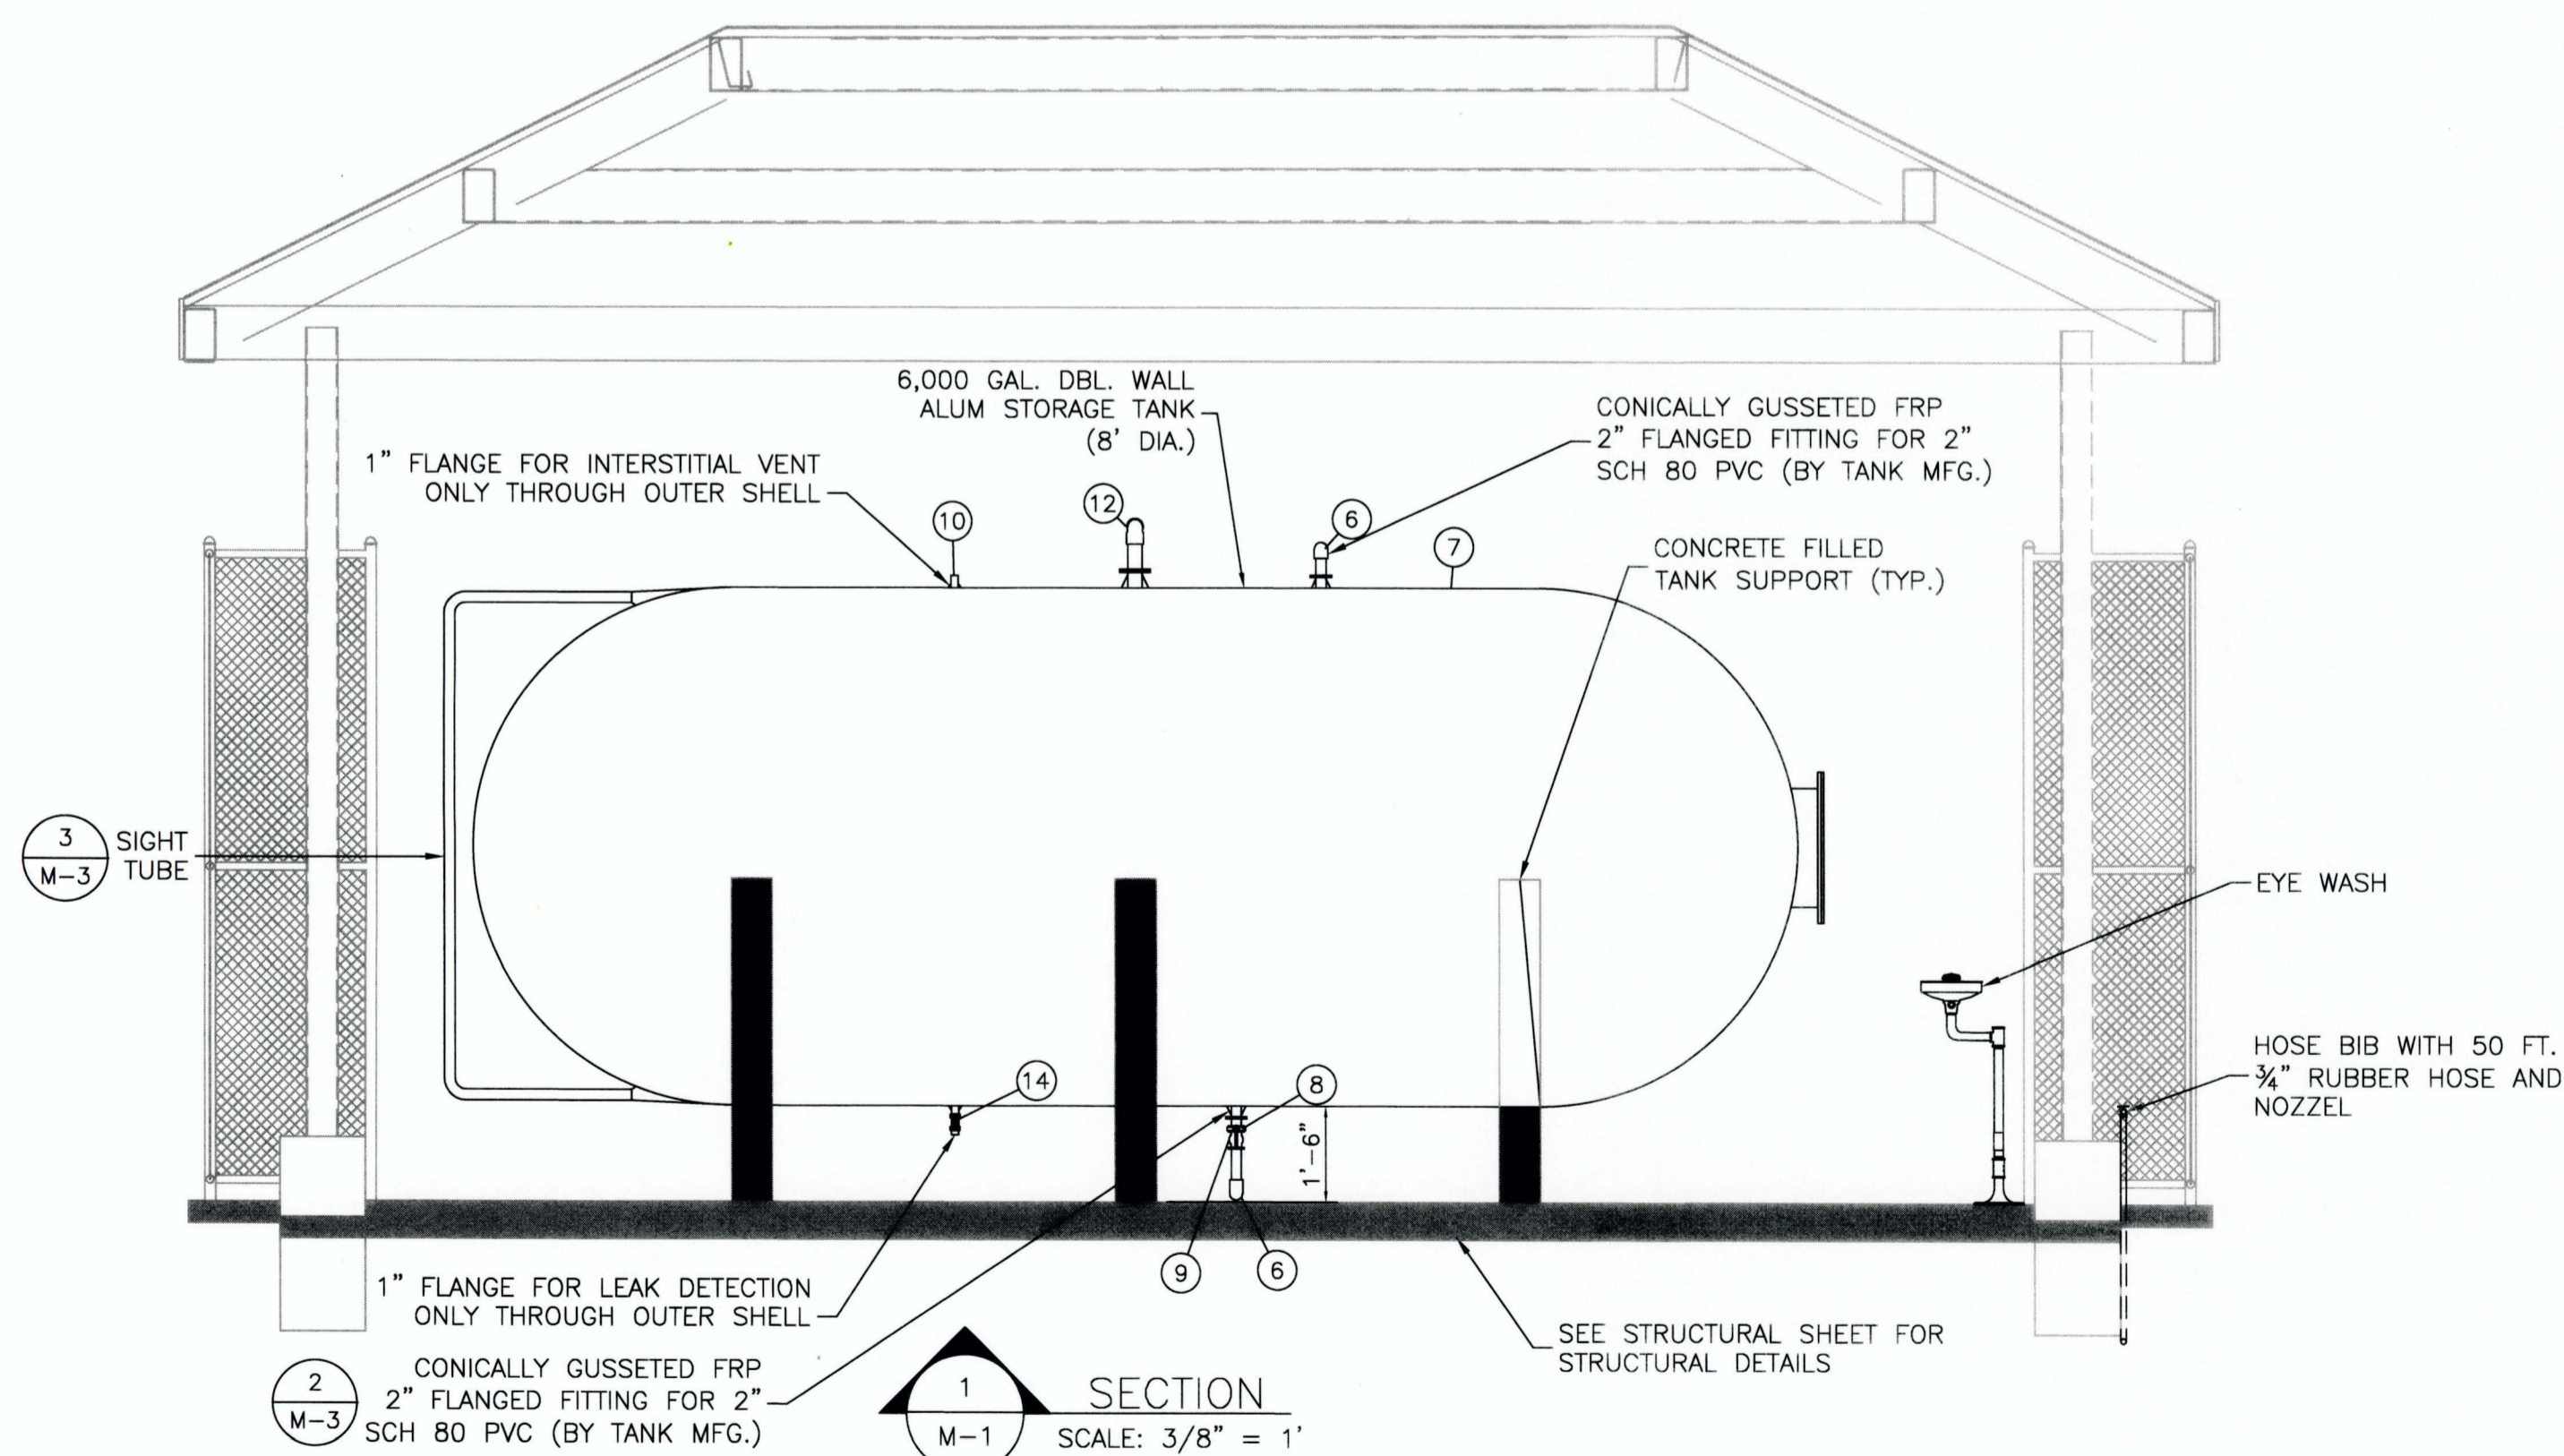 6,000 GAL. DBL. WALL
ALUM STORAGE TANK
(8' DIA.)
CONICALLY GUSSETED FRP
2" FLANGED FITTING FOR 2"
SCH 80 PVC (BY TANK MFG.)
1" FLANGE FOR INTERSTITIAL VENT
ONLY THROUGH OUTER SHELL
10
12
6
7
CONCRETE FILLED
TANK SUPPORT (TYP.)
3
M-3
SIGHT
TUBE
EYE WASH
HOSE BIB WITH 50 FT.
3/4" RUBBER HOSE AND
NOZZEL
14
8
1'-6"
9
6
1" FLANGE FOR LEAK DETECTION
ONLY THROUGH OUTER SHELL
SEE STRUCTURAL SHEET FOR
STRUCTURAL DETAILS
2
M-3
CONICALLY GUSSETED FRP
2" FLANGED FITTING FOR 2"
SCH 80 PVC (BY TANK MFG.)
1
M-1
SECTION
SCALE: 3/8" = 1'